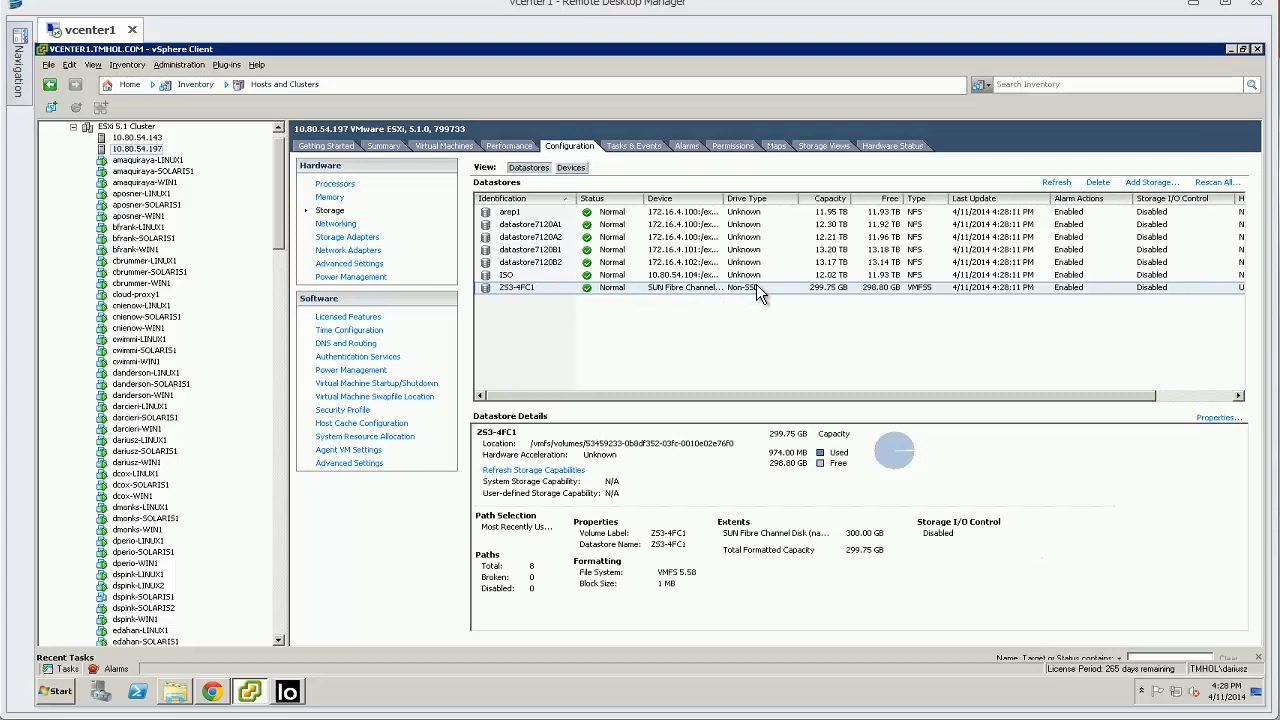 vcenter1 - Remote Desktop Manager
Navigation
vcenter1
VCENTER1.TMHOL.COM - vSphere Client
File Edit View Inventory Administration Plug-ins Help
Home Inventory Hosts and Clusters Search Inventory
ESXi 5.1 Cluster
10.80.54.143
10.80.54.197
amaquiraya-LINUX1
amaquiraya-SOLARIS1
amaquiraya-WIN1
aposner-LINUX1
aposner-SOLARIS1
aposner-WIN1
bfrank-LINUX1
bfrank-SOLARIS1
bfrank-WIN1
cbrummer-LINUX1
cbrummer-SOLARIS1
cbrummer-WIN1
cloud-proxy1
cnienow-LINUX1
cnienow-SOLARIS1
cnienow-WIN1
cwimmi-LINUX1
cwimmi-SOLARIS1
cwimmi-WIN1
danderson-LINUX1
danderson-SOLARIS1
danderson-WIN1
darcieri-LINUX1
darcieri-SOLARIS1
darcieri-WIN1
dariusz-LINUX1
dariusz-SOLARIS1
dariusz-WIN1
dcox-LINUX1
dcox-SOLARIS1
dcox-WIN1
dmonks-LINUX1
dmonks-SOLARIS1
dmonks-WIN1
dperio-LINUX1
dperio-SOLARIS1
dperio-WIN1
dspink-LINUX1
dspink-LINUX2
dspink-SOLARIS1
dspink-SOLARIS2
dspink-WIN1
edahan-LINUX1
edahan-SOLARIS1
10.80.54.197 VMware ESXi, 5.1.0, 799733
Getting Started Summary Virtual Machines Performance Configuration Tasks & Events Alarms Permissions Maps Storage Views Hardware Status
Hardware
Processors
Memory
Storage
Networking
Storage Adapters
Network Adapters
Advanced Settings
Power Management
Software
Licensed Features
Time Configuration
DNS and Routing
Authentication Services
Power Management
Virtual Machine Startup/Shutdown
Virtual Machine Swapfile Location
Security Profile
Host Cache Configuration
System Resource Allocation
Agent VM Settings
Advanced Settings
View: Datastores Devices
Datastores Refresh Delete Add Storage... Rescan All...
Identification Status Device Drive Type Capacity Free Type Last Update Alarm Actions Storage I/O Control H
arep1 Normal 172.16.4.100:/ex... Unknown 11.95 TB 11.93 TB NFS 4/11/2014 4:28:11 PM Enabled Disabled
datastore7120A1 Normal 172.16.4.100:/ex... Unknown 12.30 TB 12.02 TB NFS 4/11/2014 4:28:11 PM Enabled Disabled
datastore7120A2 Normal 172.16.4.100:/ex... Unknown 12.21 TB 11.96 TB NFS 4/11/2014 4:28:11 PM Enabled Disabled
datastore7120B1 Normal 172.16.4.101:/ex... Unknown 13.20 TB 13.18 TB NFS 4/11/2014 4:28:11 PM Enabled Disabled
datastore7120B2 Normal 172.16.4.102:/ex... Unknown 13.17 TB 13.14 TB NFS 4/11/2014 4:28:11 PM Enabled Disabled
ISO Normal 10.80.54.104:/ex... Unknown 12.02 TB 11.93 TB NFS 4/11/2014 4:28:11 PM Enabled Disabled
ZS3-4FC1 Normal SUN Fibre Channel... Non-SSD 299.75 GB 298.80 GB VMFS5 4/11/2014 4:28:11 PM Enabled Disabled U
Datastore Details Properties...
ZS3-4FC1 299.75 GB Capacity
Location: /vmfs/volumes/53459233-0b8df352-03fc-0010e02e76f0
Hardware Acceleration: Unknown 974.00 MB Used
298.80 GB Free
Refresh Storage Capabilities
System Storage Capability: N/A
User-defined Storage Capability: N/A
Path Selection
Most Recently Us...
Paths
Total: 8
Broken: 0
Disabled: 0
Properties
Volume Label: ZS3-4FC1
Datastore Name: ZS3-4FC1
Formatting
File System: VMFS 5.58
Block Size: 1 MB
Extents
SUN Fibre Channel Disk (na... 300.00 GB
Total Formatted Capacity 299.75 GB
Storage I/O Control
Disabled
Recent Tasks Name, Target or Status contains: Clear
Tasks Alarms License Period: 265 days remaining TMHOL\dariusz
Start lo 4:28 PM
4/11/2014